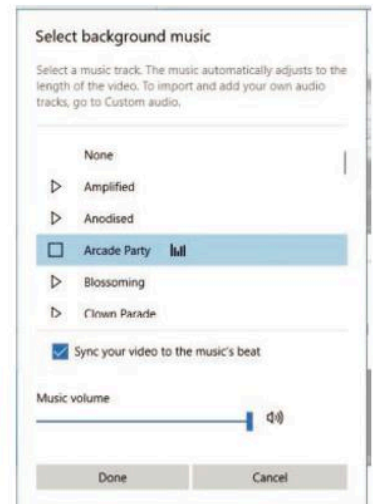 Select background music
Select a music track. The music automatically adjusts to the
length of the video. To import and add your own audio
tracks, go to Custom audio.
None
Amplified
Anodised
Arcade Party
Blossoming
Clown Parade
Sync your video to the music's beat
Music volume
Done
Cancel